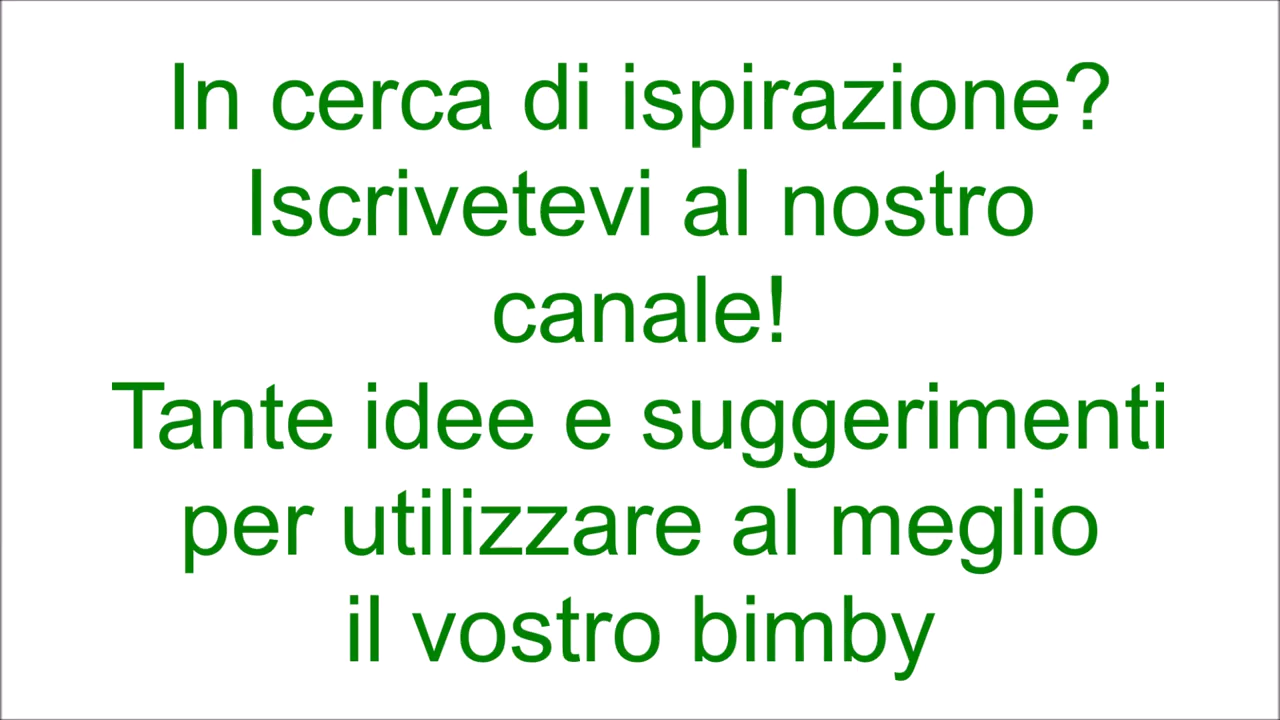 In cerca di ispirazione?
Iscrivetevi al nostro
canale!
Tante idee e suggerimenti
per utilizzare al meglio
il vostro bimby